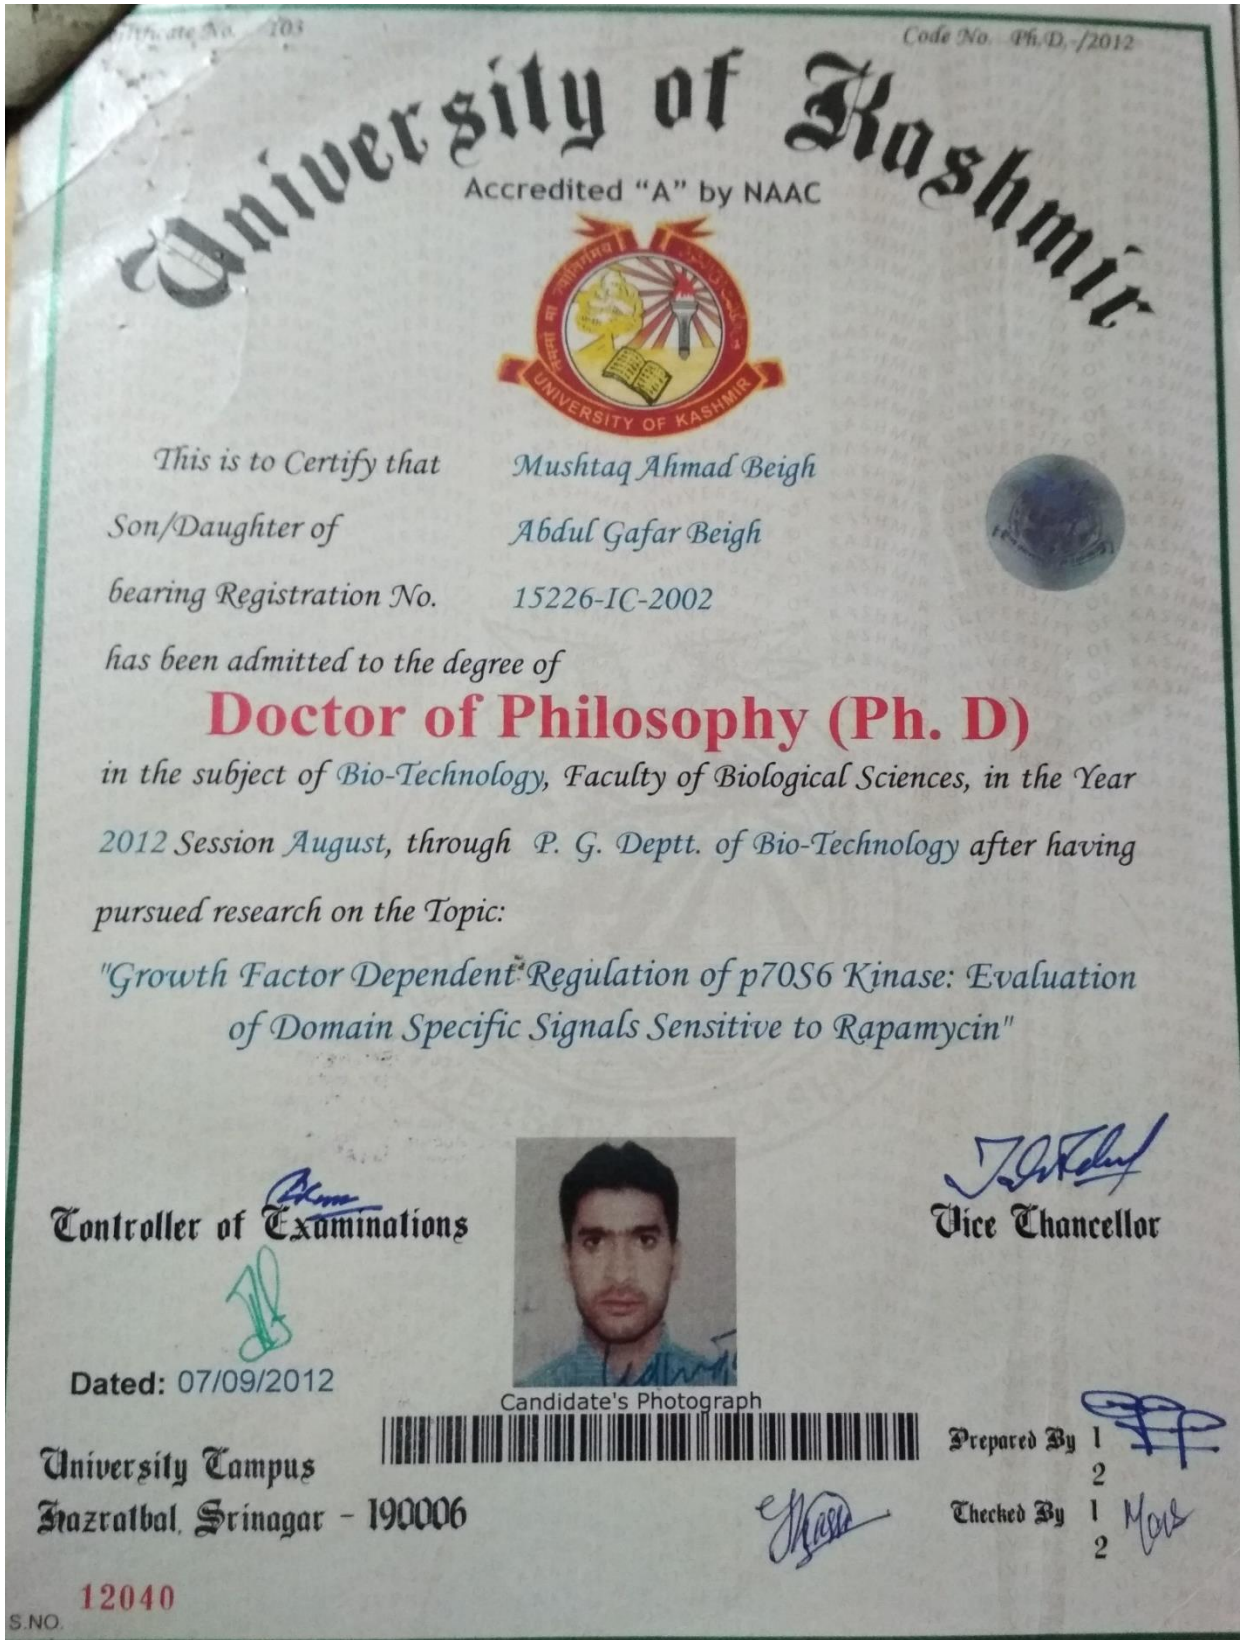 Certificate No. 103
Code No. Ph.D.-/2012
University of Kashmir
Accredited "A" by NAAC
UNIVERSITY OF KASHMIR
This is to Certify that Mushtaq Ahmad Beigh
Son/Daughter of Abdul Gafar Beigh
bearing Registration No. 15226-IC-2002
has been admitted to the degree of
Doctor of Philosophy (Ph. D)
in the subject of Bio-Technology, Faculty of Biological Sciences, in the Year
2012 Session August, through P. G. Deptt. of Bio-Technology after having
pursued research on the Topic:
"Growth Factor Dependent Regulation of p70S6 Kinase: Evaluation
of Domain Specific Signals Sensitive to Rapamycin"
Controller of Examinations
Vice Chancellor
Dated: 07/09/2012
Candidate's Photograph
University Campus
Hazratbal, Srinagar - 190006
Prepared By 1
2
Checked By 1
2
S.NO. 12040